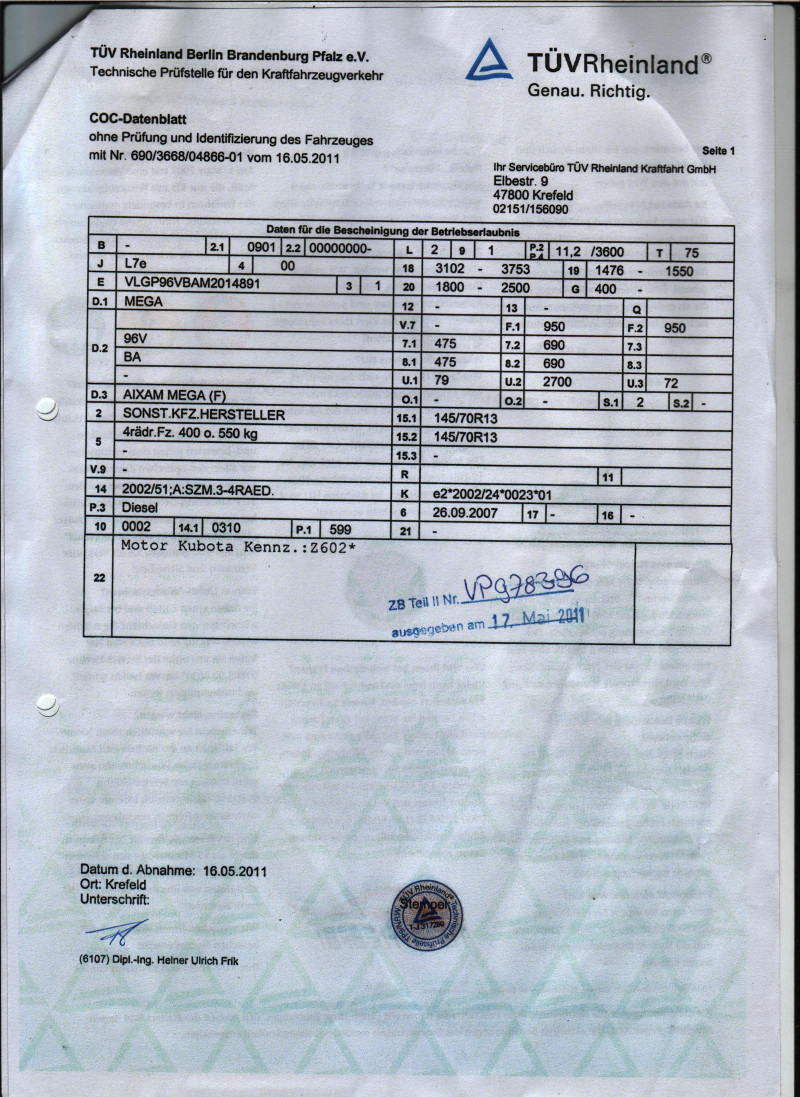 TÜV Rheinland Berlin Brandenburg Pfalz e.V.
Technische Prüfstelle für den Kraftfahrzeugverkehr
TÜVRheinland®
Genau. Richtig.
COC-Datenblatt
ohne Prüfung und Identifizierung des Fahrzeuges
mit Nr. 690/3668/04866-01 vom 16.05.2011
Seite 1
Ihr Servicebüro TÜV Rheinland Kraftfahrt GmbH
Elbestr. 9
47800 Krefeld
02151/156090
Daten für die Bescheinigung der Betriebserlaubnis
B - 2.1 0901 2.2 00000000- L 2 9 1 P.2 P.4 11,2 /3600 T 75
J L7e 4 00 18 3102 - 3753 19 1476 - 1550
E VLGP96VBAM2014891 3 1 20 1800 - 2500 G 400 -
D.1 MEGA 12 - 13 - Q
V.7 - F.1 950 F.2 950
D.2 96V 7.1 475 7.2 690 7.3
BA 8.1 475 8.2 690 8.3
- U.1 79 U.2 2700 U.3 72
D.3 AIXAM MEGA (F) O.1 - O.2 - S.1 2 S.2 -
2 SONST.KFZ.HERSTELLER 15.1 145/70R13
5 4rädr.Fz. 400 o. 550 kg 15.2 145/70R13
- 15.3 -
V.9 - R 11
14 2002/51;A:SZM.3-4RAED. K e2*2002/24*0023*01
P.3 Diesel 6 26.09.2007 17 - 16 -
10 0002 14.1 0310 P.1 599 21 -
22 Motor Kubota Kennz.:Z602*
ZB Teil II Nr. VP978396
ausgegeben am 17. Mai 2011
Datum d. Abnahme: 16.05.2011
Ort: Krefeld
Unterschrift:
Stempel
(6107) Dipl.-Ing. Heiner Ulrich Frik